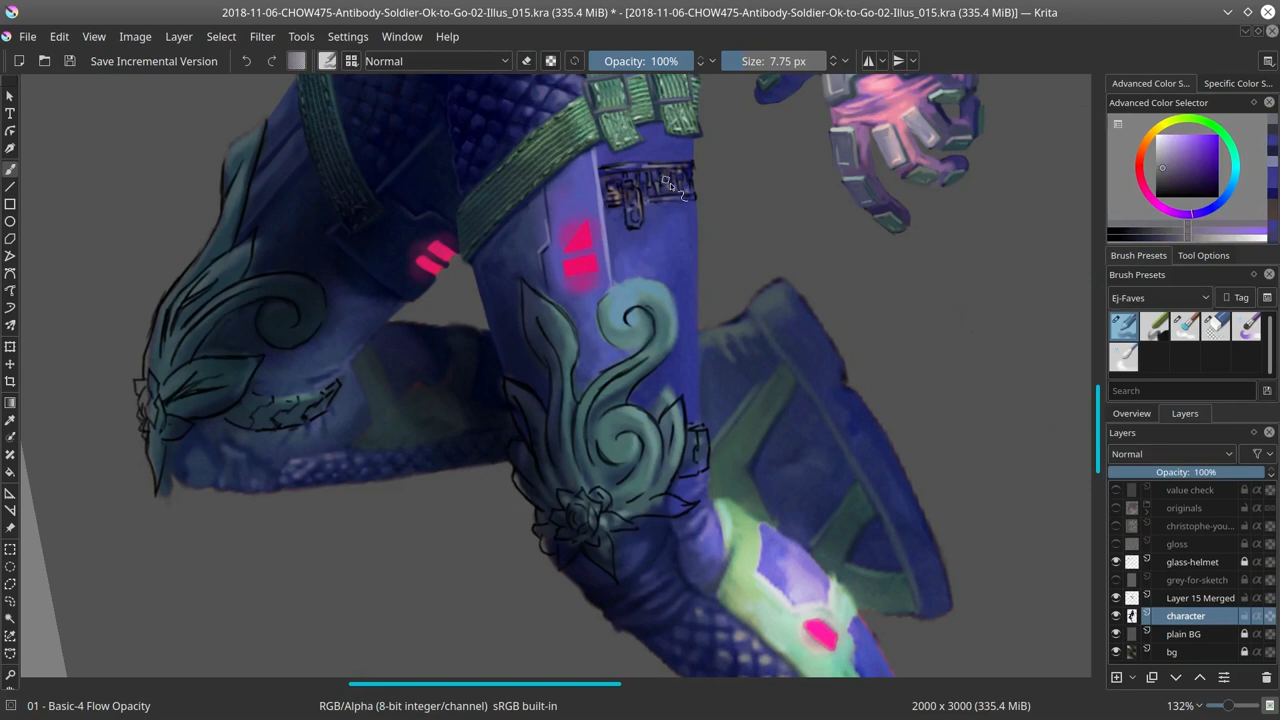 2018-11-06-CHOW475-Antibody-Soldier-Ok-to-Go-02-Illus_015.kra (335.4 MiB) * - [2018-11-06-CHOW475-Antibody-Soldier-Ok-to-Go-02-Illus_015.kra (335.4 MiB)] — Krita
File Edit View Image Layer Select Filter Tools Settings Window Help
Save Incremental Version
Normal
Opacity: 100%
Size: 7.75 px
Advanced Color S...
Specific Color S...
Advanced Color Selector
Brush Presets
Tool Options
Brush Presets
Ej-Faves
Tag
Search
Overview
Layers
Layers
Normal
Opacity: 100%
value check
originals
christophe-you...
gloss
glass-helmet
grey-for-sketch
Layer 15 Merged
character
plain BG
bg
01 - Basic-4 Flow Opacity
RGB/Alpha (8-bit integer/channel) sRGB built-in
2000 x 3000 (335.4 MiB)
132%